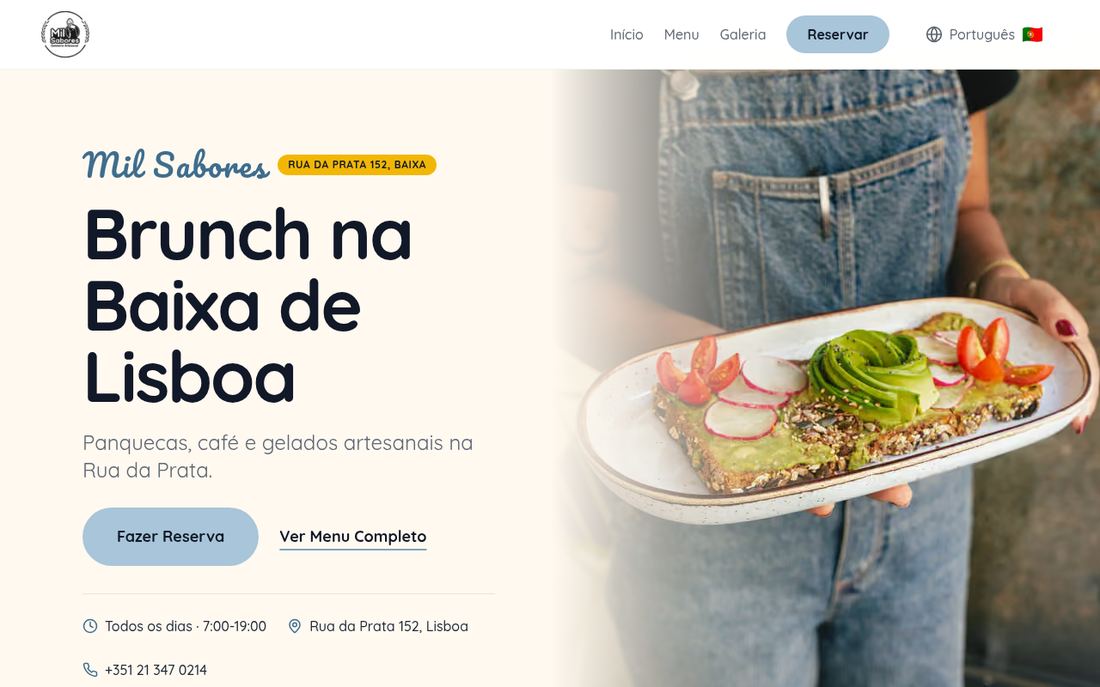 Mil
Sabores
Início
Menu
Galeria
Reservar
Português
Mil Sabores
RUA DA PRATA 152, BAIXA
Brunch na
Baixa de
Lisboa
Panquecas, café e gelados artesanais na
Rua da Prata.
Fazer Reserva
Ver Menu Completo
Todos os dias · 7:00-19:00
Rua da Prata 152, Lisboa
+351 21 347 0214